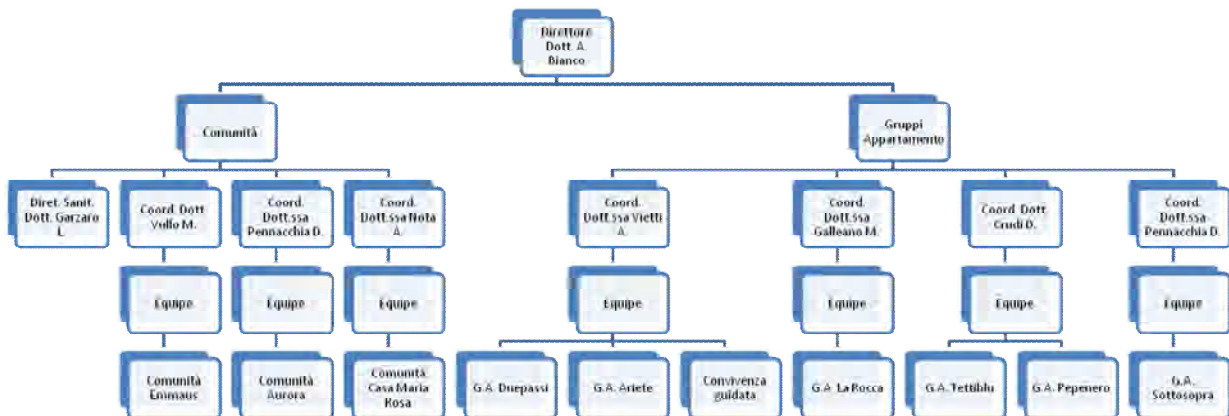 Direttore
Dott. A.
Bianco
Comunità
Gruppi
Appartamento
Diret. Sanit.
Dott. Garzaro
L.
Coord. Dott
Vullo M.
Coord.
Dott.ssa
Pennacchia D.
Coord.
Dott.ssa Nota
A.
Coord.
Dott.ssa Vietti
A.
Coord.
Dott.ssa
Galleano M.
Coord. Dott.
Crudi D.
Coord.
Dott.ssa
Pennacchia D.
Equipe
Equipe
Equipe
Equipe
Equipe
Equipe
Equipe
Comunità
Emmaus
Comunità
Aurora
Comunità
Casa Maria
Rosa
G.A. Duepassi
G.A. Ariete
Convivenza
guidata
G.A. La Rocca
G.A. Tettiblu
G.A. Pepenero
G.A.
Sottosopra